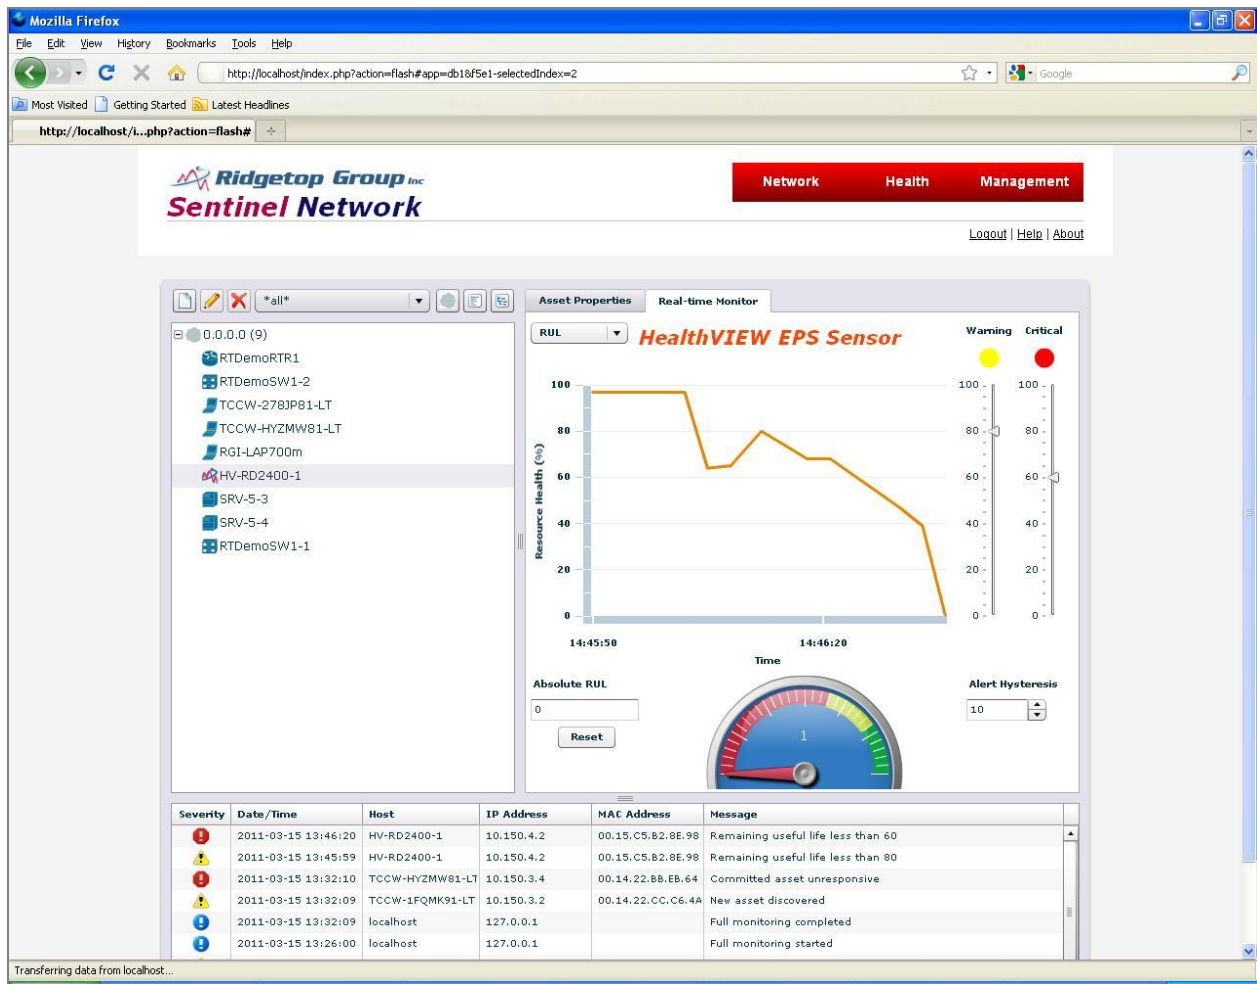 Mozilla Firefox
File Edit View History Bookmarks Tools Help
http://localhost/index.php?action=flash#app=db18f5e1-selectedIndex=2
Google
Most Visited Getting Started Latest Headlines
http://localhost/i...php?action=flash#
Ridgetop Group Inc
Sentinel Network
Network Health Management
Logout | Help | About
*all*
Asset Properties Real-time Monitor
0.0.0.0 (9)
RTDemoRTR1
RTDemoSW1-2
TCCW-278JP81-LT
TCCW-HYZMW81-LT
RGI-LAP700m
HV-RD2400-1
SRV-5-3
SRV-5-4
RTDemoSW1-1
RUL
HealthVIEW EPS Sensor
Warning Critical
100
80
60
40
20
0
Resource Health (%)
14:45:50 14:46:20
Time
100 - 100 -
80 - 80 -
60 - 60 -
40 - 40 -
20 - 20 -
0 - 0 -
Absolute RUL
0
Reset
1
Alert Hysteresis
10
Severity Date/Time Host IP Address MAC Address Message
2011-03-15 13:46:20 HV-RD2400-1 10.150.4.2 00.15.C5.B2.8E.98 Remaining useful life less than 60
2011-03-15 13:45:59 HV-RD2400-1 10.150.4.2 00.15.C5.B2.8E.98 Remaining useful life less than 80
2011-03-15 13:32:10 TCCW-HYZMW81-LT 10.150.3.4 00.14.22.BB.EB.64 Committed asset unresponsive
2011-03-15 13:32:09 TCCW-1FQMK91-LT 10.150.3.2 00.14.22.CC.C6.4A New asset discovered
2011-03-15 13:32:09 localhost 127.0.0.1 Full monitoring completed
2011-03-15 13:26:00 localhost 127.0.0.1 Full monitoring started
Transferring data from localhost...